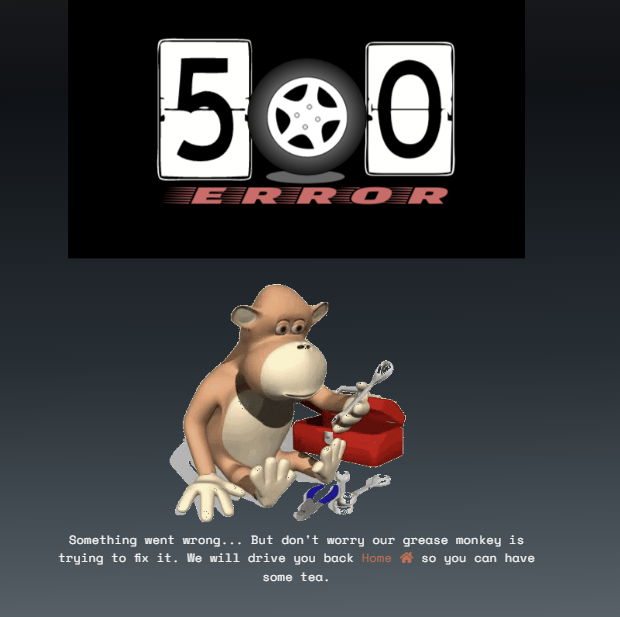 500
ERROR
Something went wrong... But don't worry our grease monkey is
trying to fix it. We will drive you back Home so you can have
some tea.